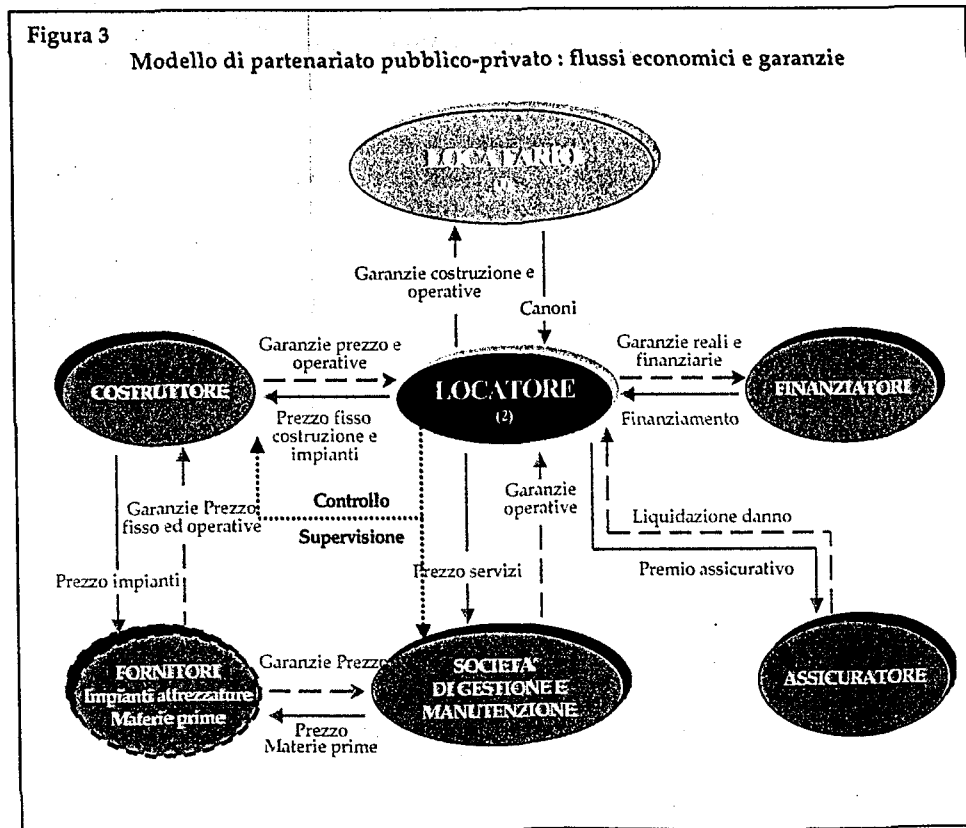 Figura 3
Modello di partenariato pubblico-privato : flussi economici e garanzie
LOCATARIO
(1)
Garanzie costruzione e
operative
Canoni
Garanzie prezzo e
operative
Garanzie reali e
finanziarie
COSTRUTTORE
LOCATORE
(2)
FINANZIATORE
Prezzo fisso
costruzione e
impianti
Finanziamento
Garanzie Prezzo
fisso ed operative
Controllo
Supervisione
Garanzie
operative
Liquidazione danno
Prezzo impianti
Prezzo servizi
Premio assicurativo
FORNITORI
Impianti attrezzature
Materie prime
Garanzie Prezzo
Prezzo
Materie prime
SOCIETA'
DI GESTIONE E
MANUTENZIONE
ASSICURATORE